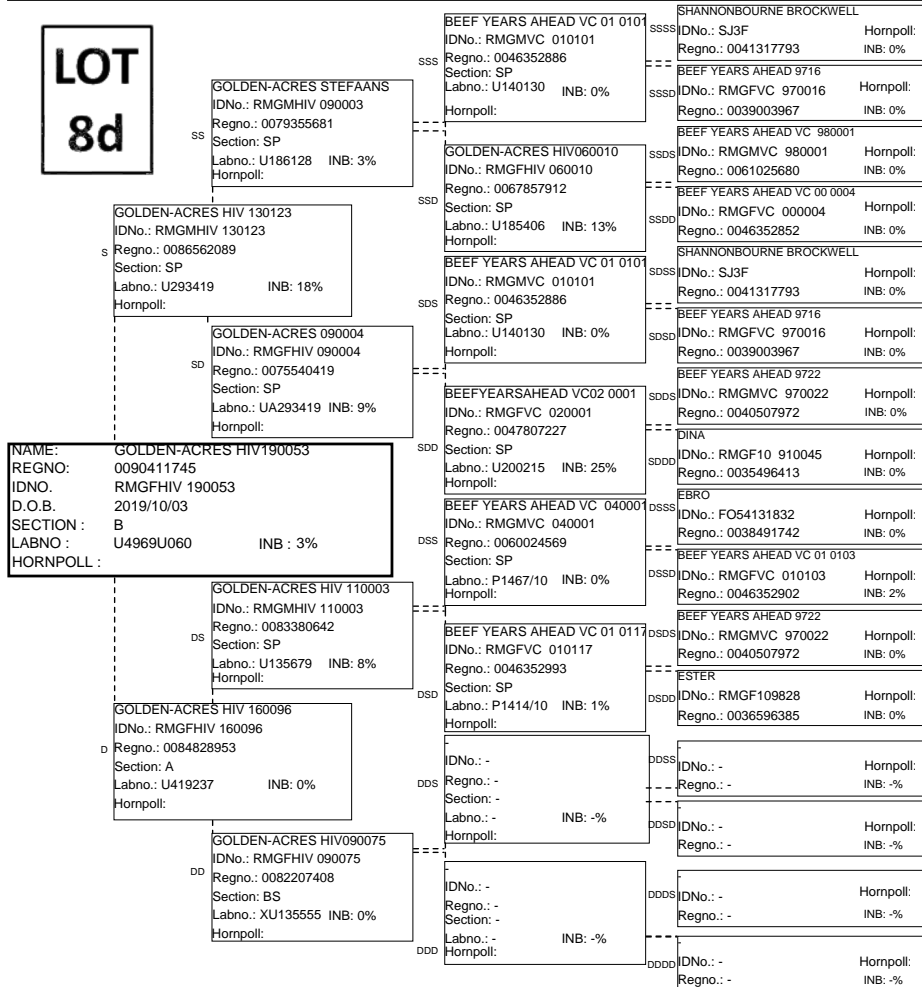 LOT
8d
NAME: GOLDEN-ACRES HIV190053
REGNO: 0090411745
IDNO. RMGFHIV 190053
D.O.B. 2019/10/03
SECTION : B
LABNO : U4969U060 INB : 3%
HORNPOLL :
S
GOLDEN-ACRES HIV 130123
IDNo.: RMGMHIV 130123
Regno.: 0086562089
Section: SP
Labno.: U293419 INB: 18%
Hornpoll:
D
GOLDEN-ACRES HIV 160096
IDNo.: RMGFHIV 160096
Regno.: 0084828953
Section: A
Labno.: U419237 INB: 0%
Hornpoll:
SS
GOLDEN-ACRES STEFAANS
IDNo.: RMGMHIV 090003
Regno.: 0079355681
Section: SP
Labno.: U186128 INB: 3%
Hornpoll:
SD
GOLDEN-ACRES 090004
IDNo.: RMGFHIV 090004
Regno.: 0075540419
Section: SP
Labno.: UA293419 INB: 9%
Hornpoll:
DS
GOLDEN-ACRES HIV 110003
IDNo.: RMGMHIV 110003
Regno.: 0083380642
Section: SP
Labno.: U135679 INB: 8%
Hornpoll:
DD
GOLDEN-ACRES HIV090075
IDNo.: RMGFHIV 090075
Regno.: 0082207408
Section: BS
Labno.: XU135555 INB: 0%
Hornpoll:
SSS
BEEF YEARS AHEAD VC 01 0101
IDNo.: RMGMVC 010101
Regno.: 0046352886
Section: SP
Labno.: U140130 INB: 0%
Hornpoll:
SSD
GOLDEN-ACRES HIV060010
IDNo.: RMGFHIV 060010
Regno.: 0067857912
Section: SP
Labno.: U185406 INB: 13%
Hornpoll:
SDS
BEEF YEARS AHEAD VC 01 0101
IDNo.: RMGMVC 010101
Regno.: 0046352886
Section: SP
Labno.: U140130 INB: 0%
Hornpoll:
SDD
BEEFYEARSAHEAD VC02 0001
IDNo.: RMGFVC 020001
Regno.: 0047807227
Section: SP
Labno.: U200215 INB: 25%
Hornpoll:
DSS
BEEF YEARS AHEAD VC 040001
IDNo.: RMGMVC 040001
Regno.: 0060024569
Section: SP
Labno.: P1467/10 INB: 0%
Hornpoll:
DSD
BEEF YEARS AHEAD VC 01 0117
IDNo.: RMGFVC 010117
Regno.: 0046352993
Section: SP
Labno.: P1414/10 INB: 1%
Hornpoll:
DDS
-
IDNo.: -
Regno.: -
Section: -
Labno.: - INB: -%
Hornpoll:
DDD
-
IDNo.: -
Regno.: -
Section: -
Labno.: - INB: -%
Hornpoll:
SSSS
SHANNONBOURNE BROCKWELL
IDNo.: SJ3F Hornpoll:
Regno.: 0041317793 INB: 0%
SSSD
BEEF YEARS AHEAD 9716
IDNo.: RMGFVC 970016 Hornpoll:
Regno.: 0039003967 INB: 0%
SSDS
BEEF YEARS AHEAD VC 980001
IDNo.: RMGMVC 980001 Hornpoll:
Regno.: 0061025680 INB: 0%
SSDD
BEEF YEARS AHEAD VC 00 0004
IDNo.: RMGFVC 000004 Hornpoll:
Regno.: 0046352852 INB: 0%
SDSS
SHANNONBOURNE BROCKWELL
IDNo.: SJ3F Hornpoll:
Regno.: 0041317793 INB: 0%
SDSD
BEEF YEARS AHEAD 9716
IDNo.: RMGFVC 970016 Hornpoll:
Regno.: 0039003967 INB: 0%
SDDS
BEEF YEARS AHEAD 9722
IDNo.: RMGMVC 970022 Hornpoll:
Regno.: 0040507972 INB: 0%
SDDD
DINA
IDNo.: RMGF10 910045 Hornpoll:
Regno.: 0035496413 INB: 0%
DSSS
EBRO
IDNo.: FO54131832 Hornpoll:
Regno.: 0038491742 INB: 0%
DSSD
BEEF YEARS AHEAD VC 01 0103
IDNo.: RMGFVC 010103 Hornpoll:
Regno.: 0046352902 INB: 2%
DSDS
BEEF YEARS AHEAD 9722
IDNo.: RMGMVC 970022 Hornpoll:
Regno.: 0040507972 INB: 0%
DSDD
ESTER
IDNo.: RMGF109828 Hornpoll:
Regno.: 0036596385 INB: 0%
DDSS
-
IDNo.: - Hornpoll:
Regno.: - INB: -%
DDSD
-
IDNo.: - Hornpoll:
Regno.: - INB: -%
DDDS
-
IDNo.: - Hornpoll:
Regno.: - INB: -%
DDDD
-
IDNo.: - Hornpoll:
Regno.: - INB: -%